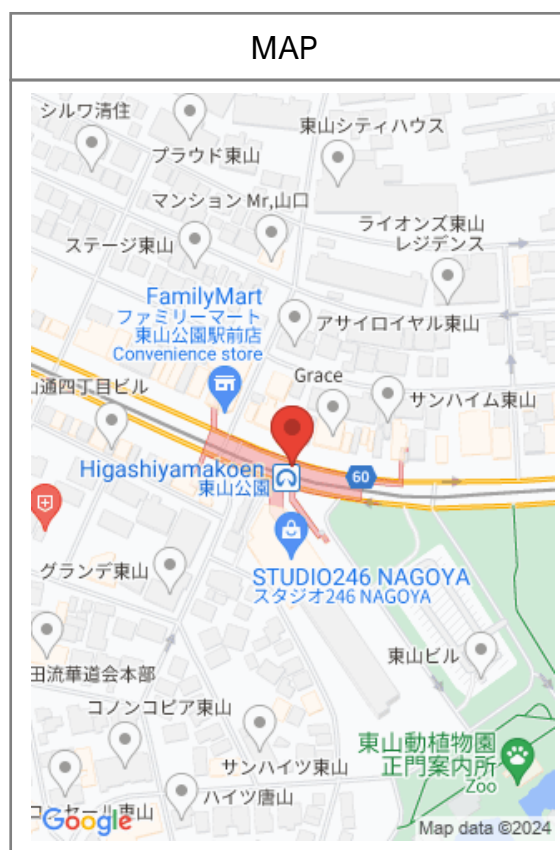 MAP
シルワ清住
東山シティハウス
プラウド東山
マンション Mr,山口
ライオンズ東山
レジデンス
ステージ東山
FamilyMart
ファミリーマート
東山公園駅前店
Convenience store
アサイロイヤル東山
Grace
山通四丁目ビル
サンハイム東山
Higashiyamakoen
東山公園
60
STUDIO246 NAGOYA
スタジオ246 NAGOYA
グランデ東山
東山ビル
田流華道会本部
コノンコピア東山
東山動植物園
正門案内所
Zoo
サンハイツ東山
ハイツ唐山
東山
Google
Map data ©2024